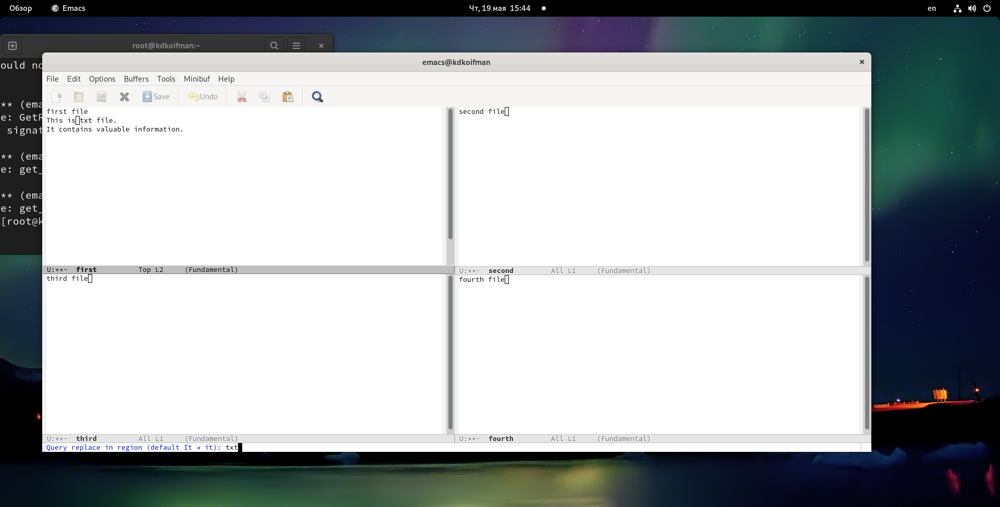 Обзор Emacs Чт, 19 мая 15:44 en
root@kdkoifman:~
ould no
** (ema
e: GetR
signat
** (ema
e: get_
** (ema
e: get_
[root@k
emacs@kdkoifman
File Edit Options Buffers Tools Minibuf Help
Save Undo
first file
This is txt file.
It contains valuable information.
U:**- first Top L2 (Fundamental)
second file
U:**- second All L1 (Fundamental)
third file
U:**- third All L1 (Fundamental)
fourth file
U:**- fourth All L1 (Fundamental)
Query replace in region (default It → it): txt